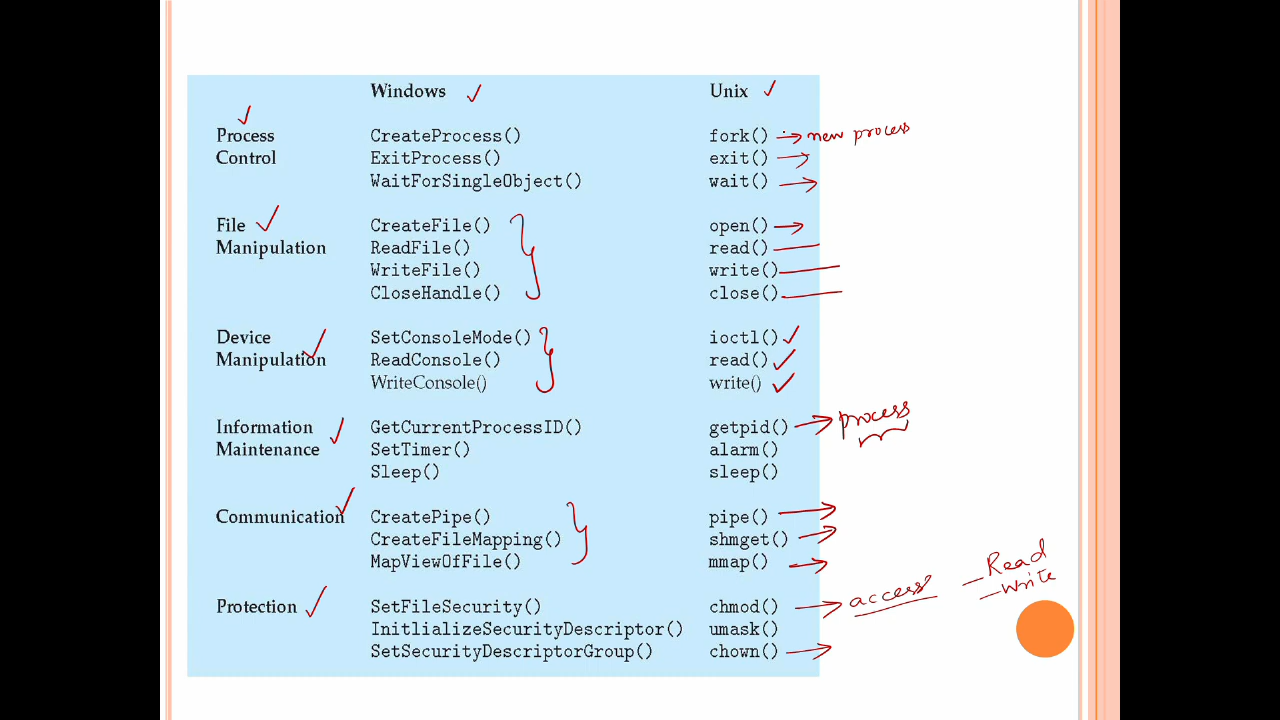 Windows Unix
Process CreateProcess() fork() new process
Control ExitProcess() exit()
WaitForSingleObject() wait()
File CreateFile() open()
Manipulation ReadFile() read()
WriteFile() write()
CloseHandle() close()
Device SetConsoleMode() ioctl()
Manipulation ReadConsole() read()
WriteConsole() write()
Information GetCurrentProcessID() getpid() process
Maintenance SetTimer() alarm()
Sleep() sleep()
Communication CreatePipe() pipe()
CreateFileMapping() shmget()
MapViewOfFile() mmap()
Protection SetFileSecurity() chmod() access - Read
- Write
InitlializeSecurityDescriptor() umask()
SetSecurityDescriptorGroup() chown()